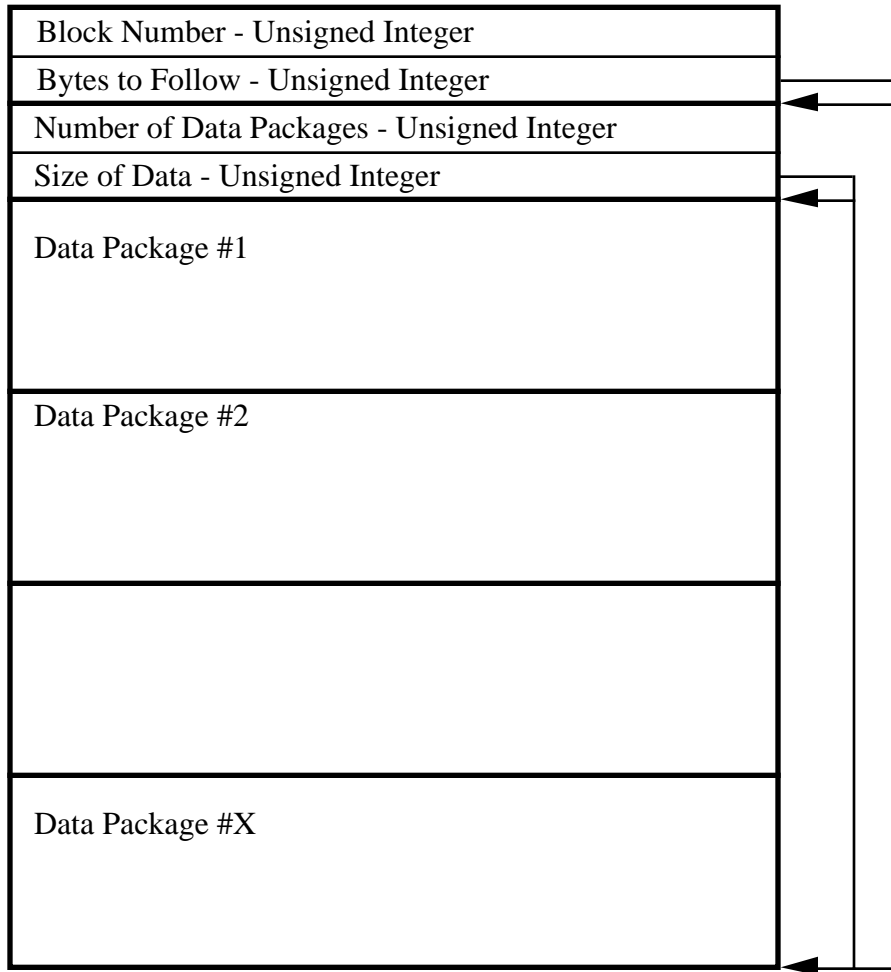 Block Number - Unsigned Integer
Bytes to Follow - Unsigned Integer
Number of Data Packages - Unsigned Integer
Size of Data - Unsigned Integer
Data Package #1
Data Package #2
Data Package #X